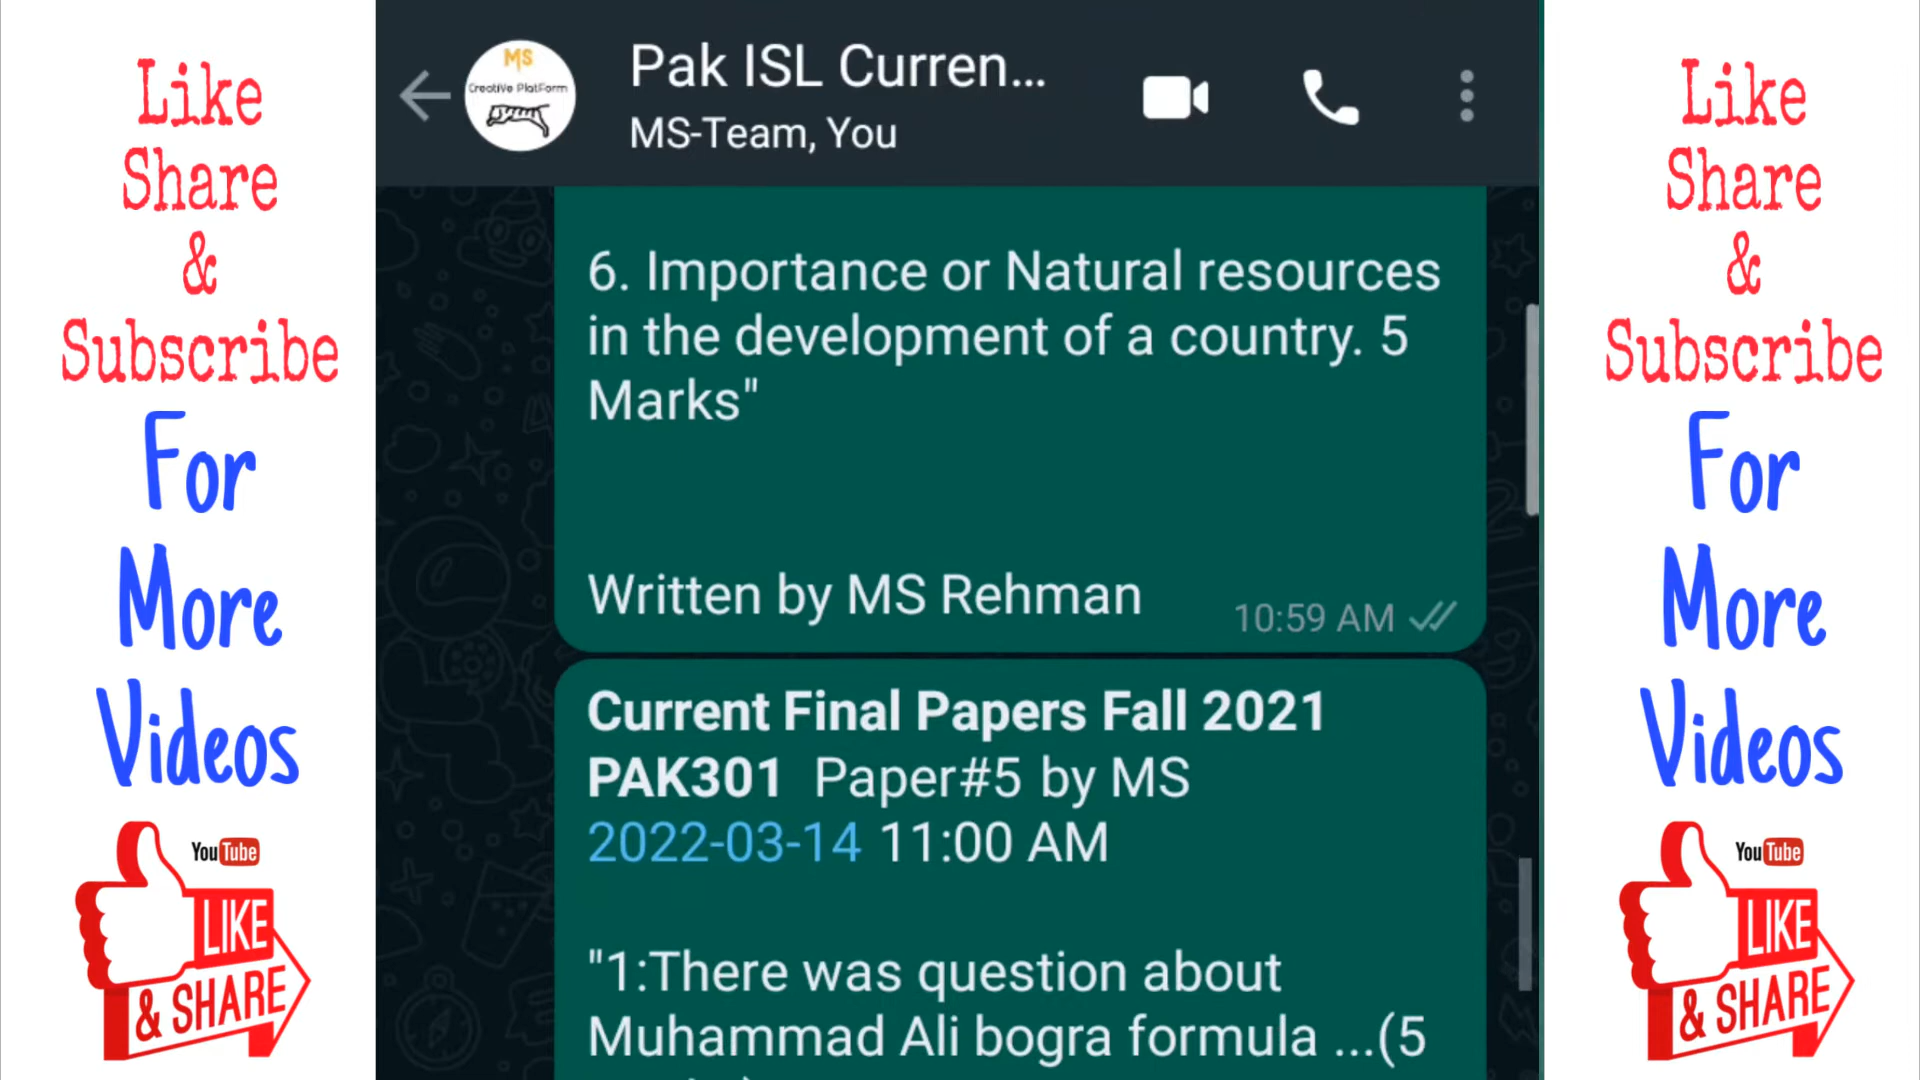 Like
Share
&
Subscribe
For
More
Videos
YouTube
LIKE
& SHARE
MS
Creative PlatForm
Pak ISL Curren...
MS-Team, You
6. Importance or Natural resources
in the development of a country. 5
Marks"
Written by MS Rehman
10:59 AM
Current Final Papers Fall 2021
PAK301 Paper#5 by MS
2022-03-14 11:00 AM
"1:There was question about
Muhammad Ali bogra formula ...(5
Like
Share
&
Subscribe
For
More
Videos
YouTube
LIKE
& SHARE